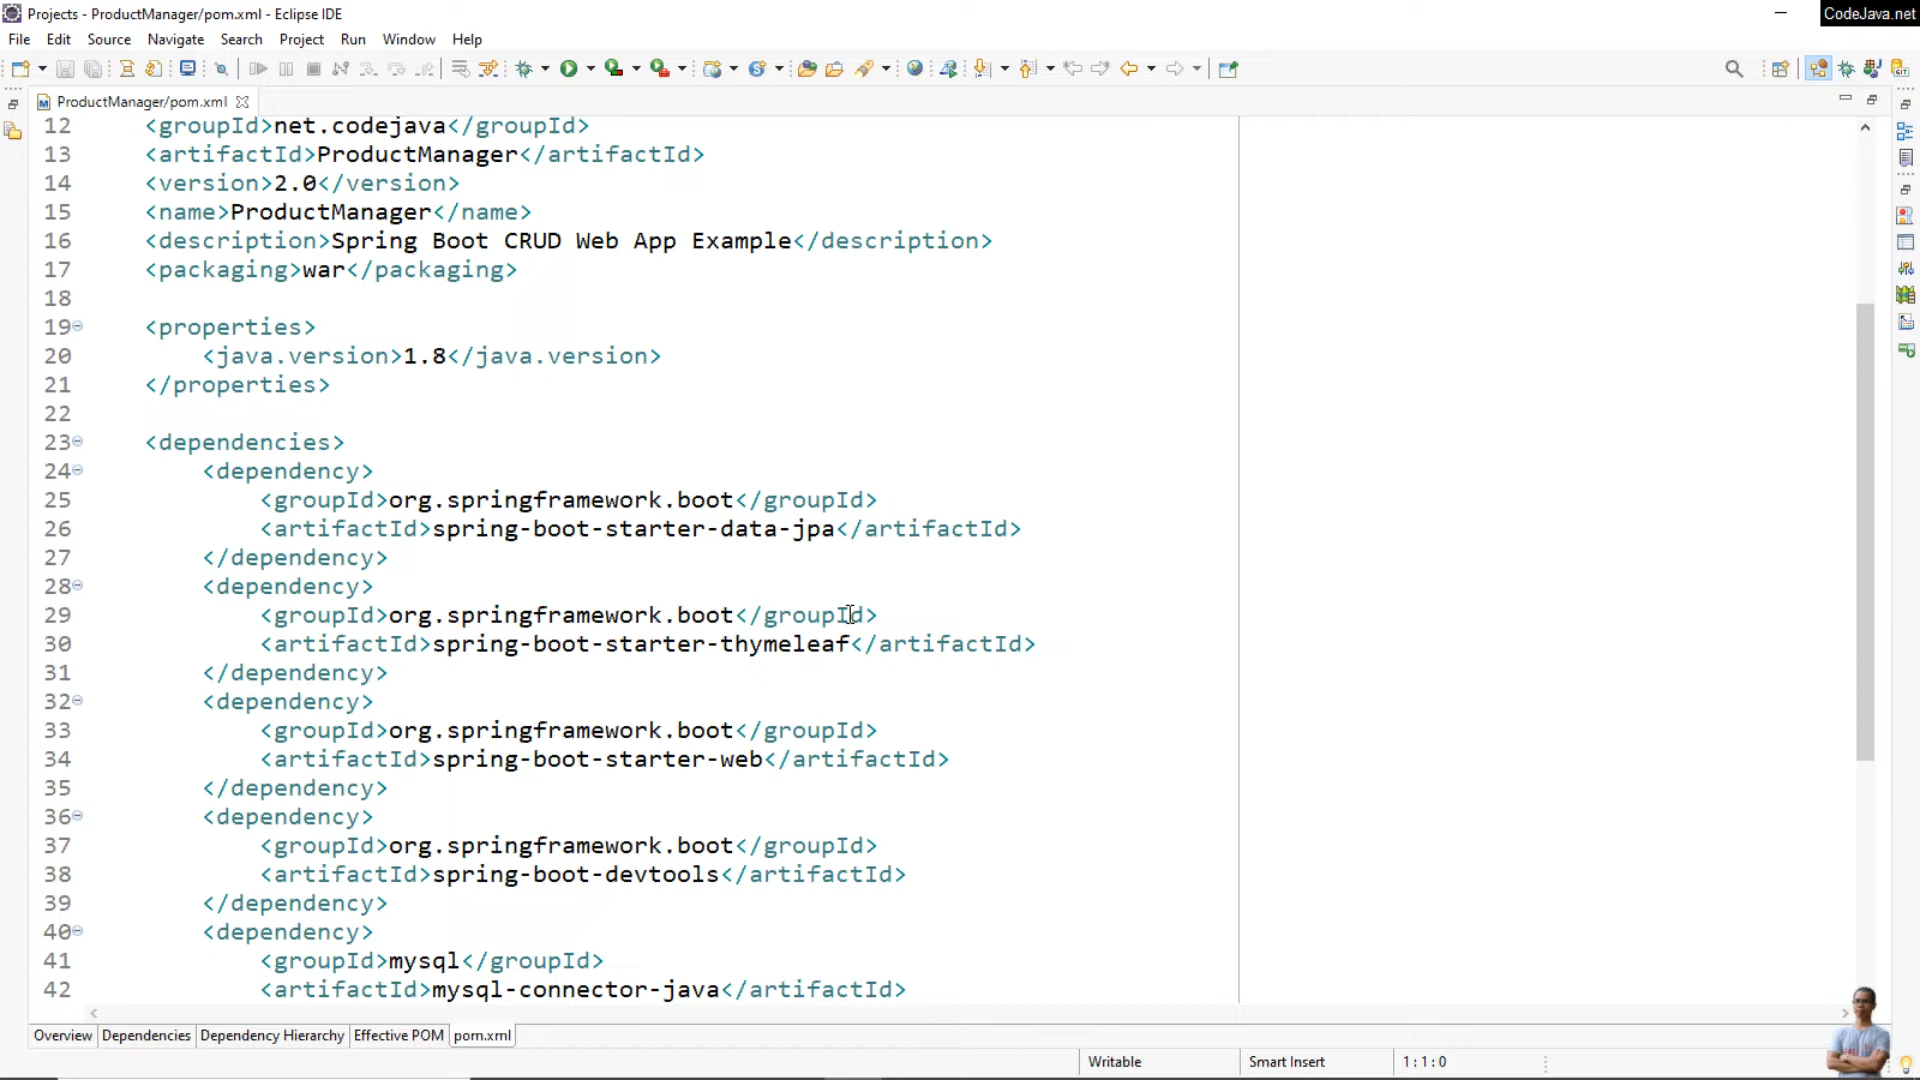 Projects - ProductManager/pom.xml - Eclipse IDE
CodeJava.net
File Edit Source Navigate Search Project Run Window Help
ProductManager/pom.xml
12 <groupId>net.codejava</groupId>
13 <artifactId>ProductManager</artifactId>
14 <version>2.0</version>
15 <name>ProductManager</name>
16 <description>Spring Boot CRUD Web App Example</description>
17 <packaging>war</packaging>
18
19 <properties>
20 <java.version>1.8</java.version>
21 </properties>
22
23 <dependencies>
24 <dependency>
25 <groupId>org.springframework.boot</groupId>
26 <artifactId>spring-boot-starter-data-jpa</artifactId>
27 </dependency>
28 <dependency>
29 <groupId>org.springframework.boot</groupId>
30 <artifactId>spring-boot-starter-thymeleaf</artifactId>
31 </dependency>
32 <dependency>
33 <groupId>org.springframework.boot</groupId>
34 <artifactId>spring-boot-starter-web</artifactId>
35 </dependency>
36 <dependency>
37 <groupId>org.springframework.boot</groupId>
38 <artifactId>spring-boot-devtools</artifactId>
39 </dependency>
40 <dependency>
41 <groupId>mysql</groupId>
42 <artifactId>mysql-connector-java</artifactId>
Overview Dependencies Dependency Hierarchy Effective POM pom.xml
Writable Smart Insert 1 : 1 : 0